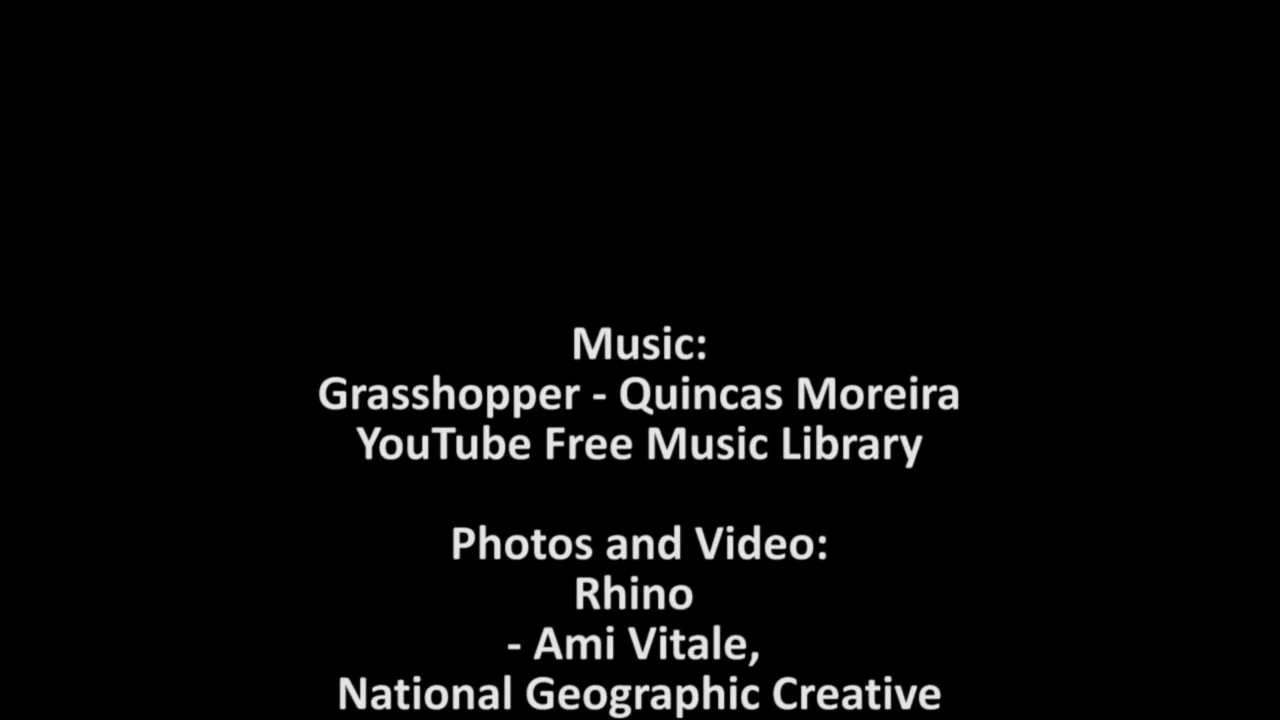 Music:
Grasshopper - Quincas Moreira
YouTube Free Music Library
Photos and Video:
Rhino
- Ami Vitale,
National Geographic Creative